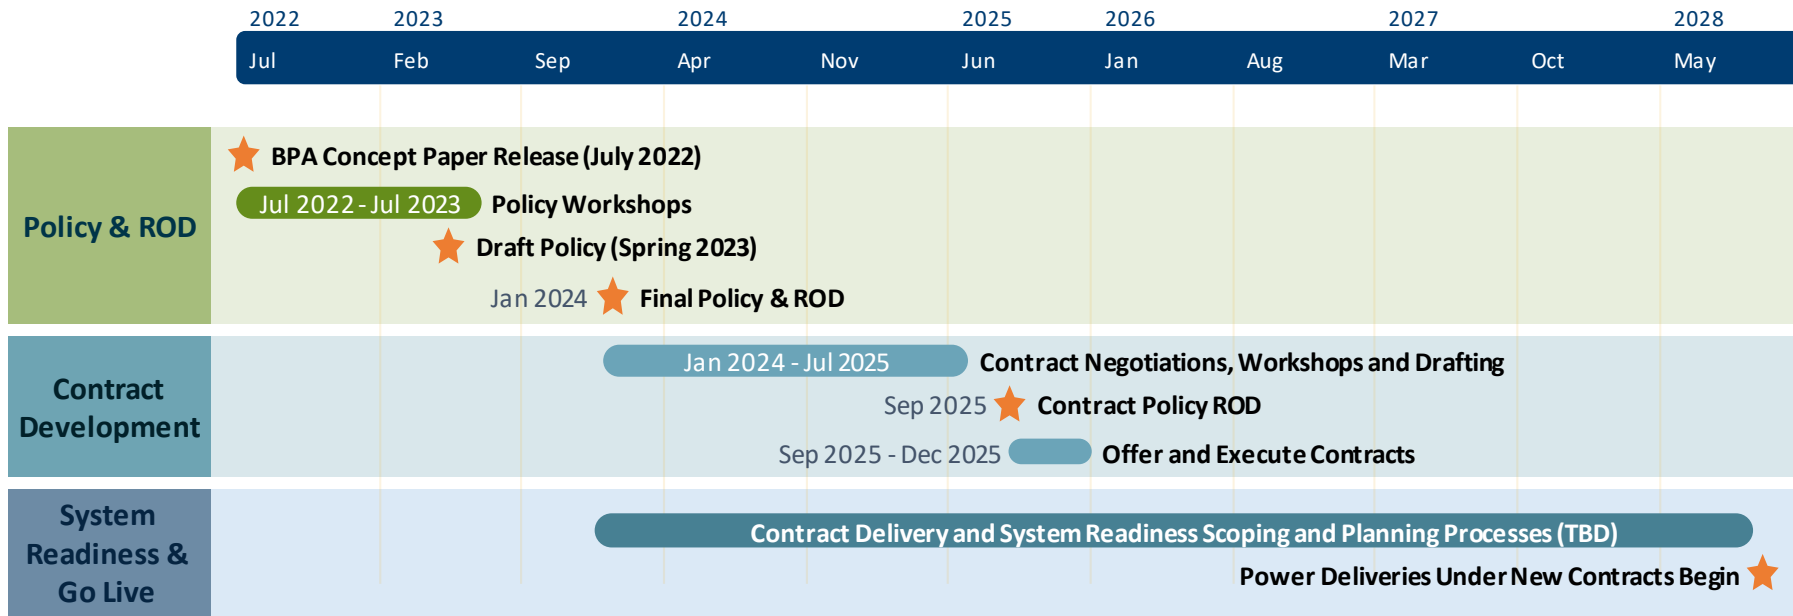 2022 2023 2024 2025 2026 2027 2028
Jul Feb Sep Apr Nov Jun Jan Aug Mar Oct May
Policy & ROD
BPA Concept Paper Release (July 2022)
Jul 2022 - Jul 2023 Policy Workshops
Draft Policy (Spring 2023)
Jan 2024 Final Policy & ROD
Contract
Development
Jan 2024 - Jul 2025 Contract Negotiations, Workshops and Drafting
Sep 2025 Contract Policy ROD
Sep 2025 - Dec 2025 Offer and Execute Contracts
System
Readiness &
Go Live
Contract Delivery and System Readiness Scoping and Planning Processes (TBD)
Power Deliveries Under New Contracts Begin